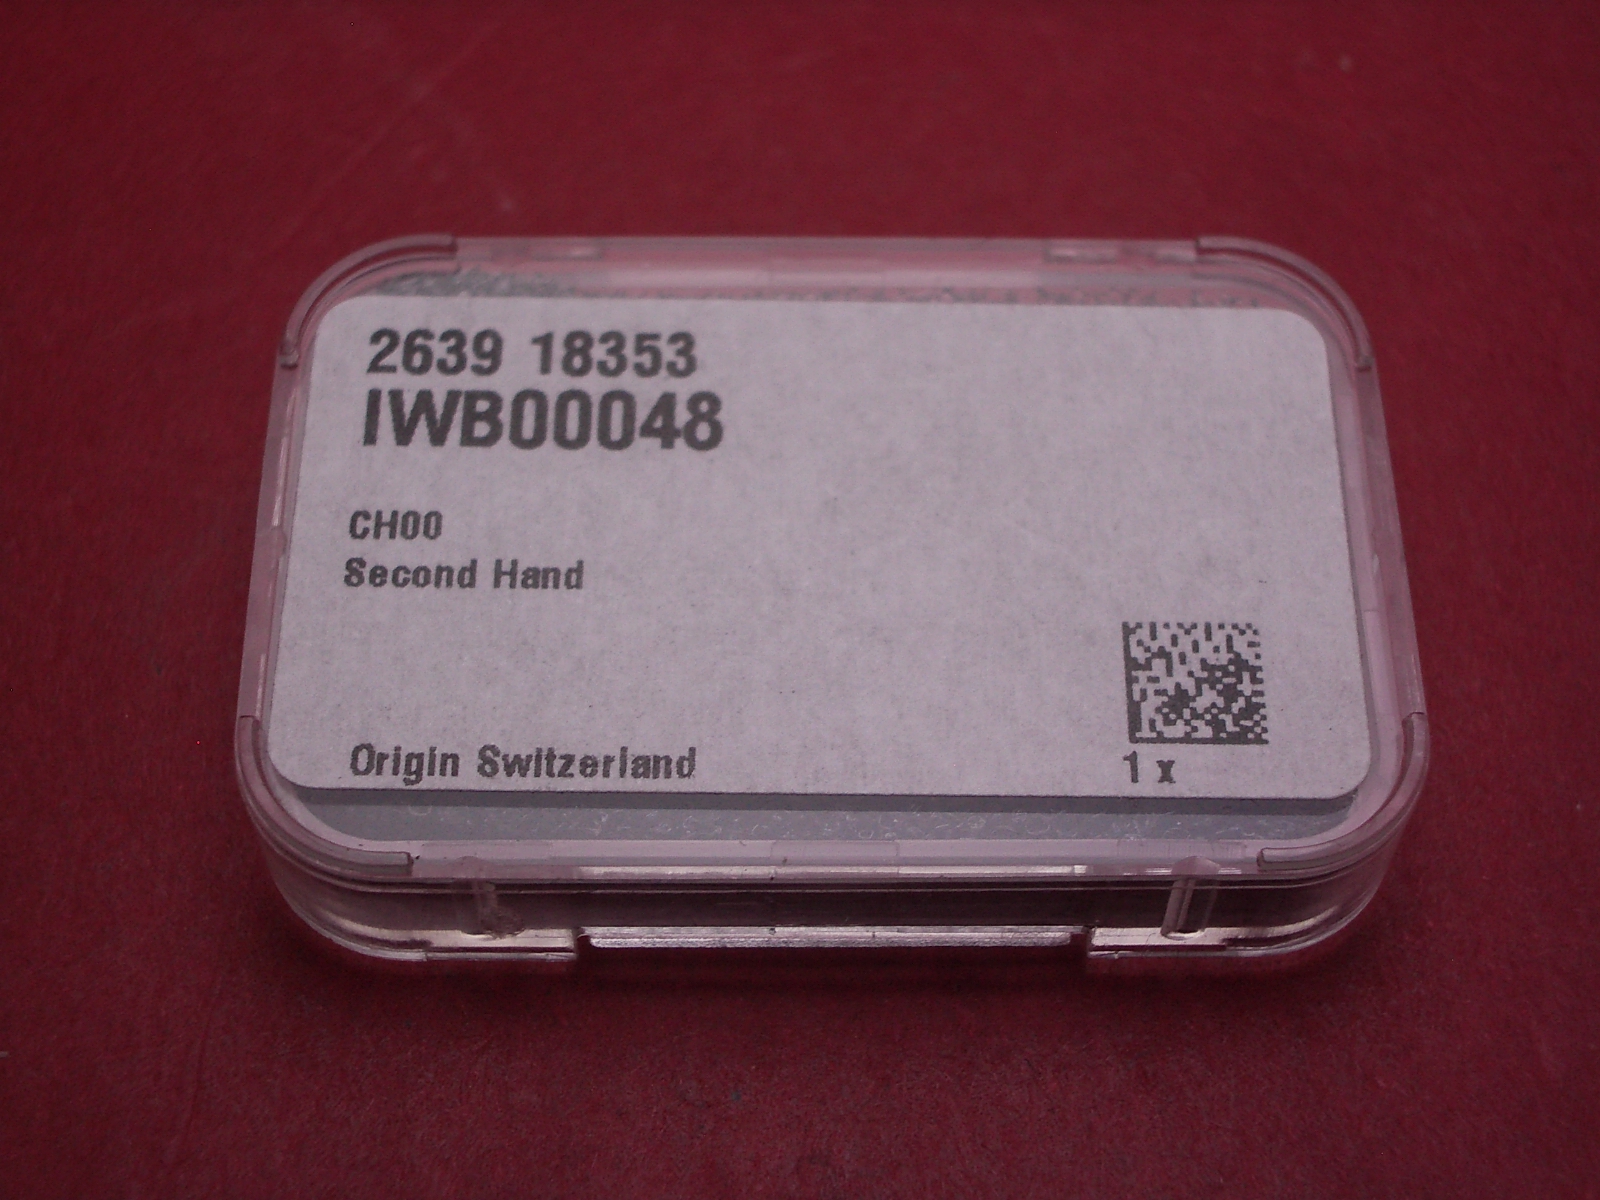 2639 18353
IWB00048
CH00
Second Hand
Origin Switzerland
1 x